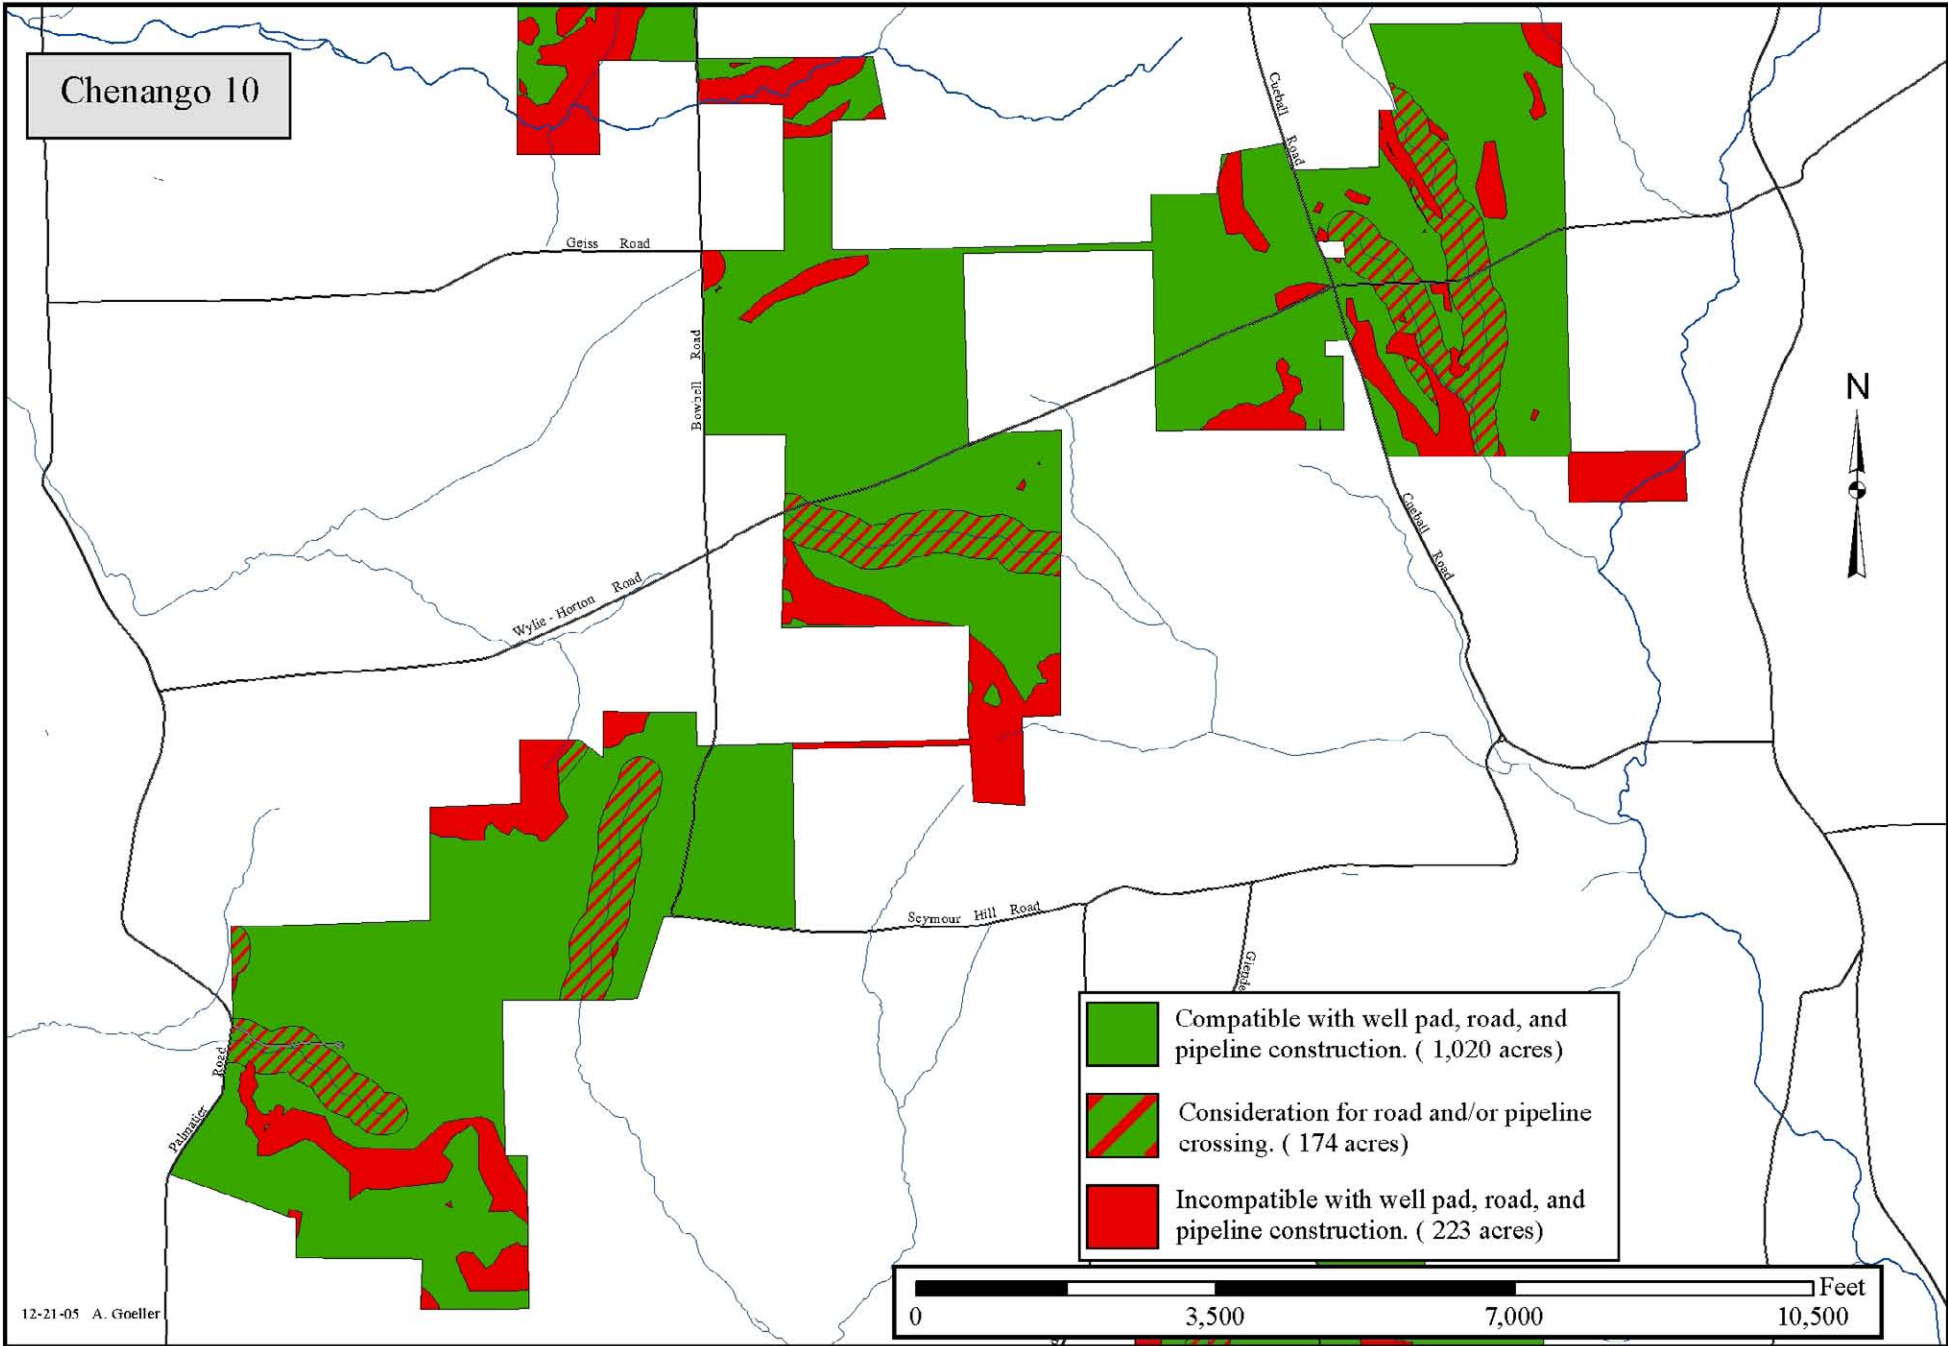 Chenango 10
Cueball Road
Geiss Road
Bowbell Road
N
Cueball Road
Wylie - Horton Road
Seymour Hill Road
Palmatier Road
Compatible with well pad, road, and
pipeline construction. ( 1,020 acres)
Consideration for road and/or pipeline
crossing. ( 174 acres)
Incompatible with well pad, road, and
pipeline construction. ( 223 acres)
Feet
0 3,500 7,000 10,500
12-21-05 A. Goeller